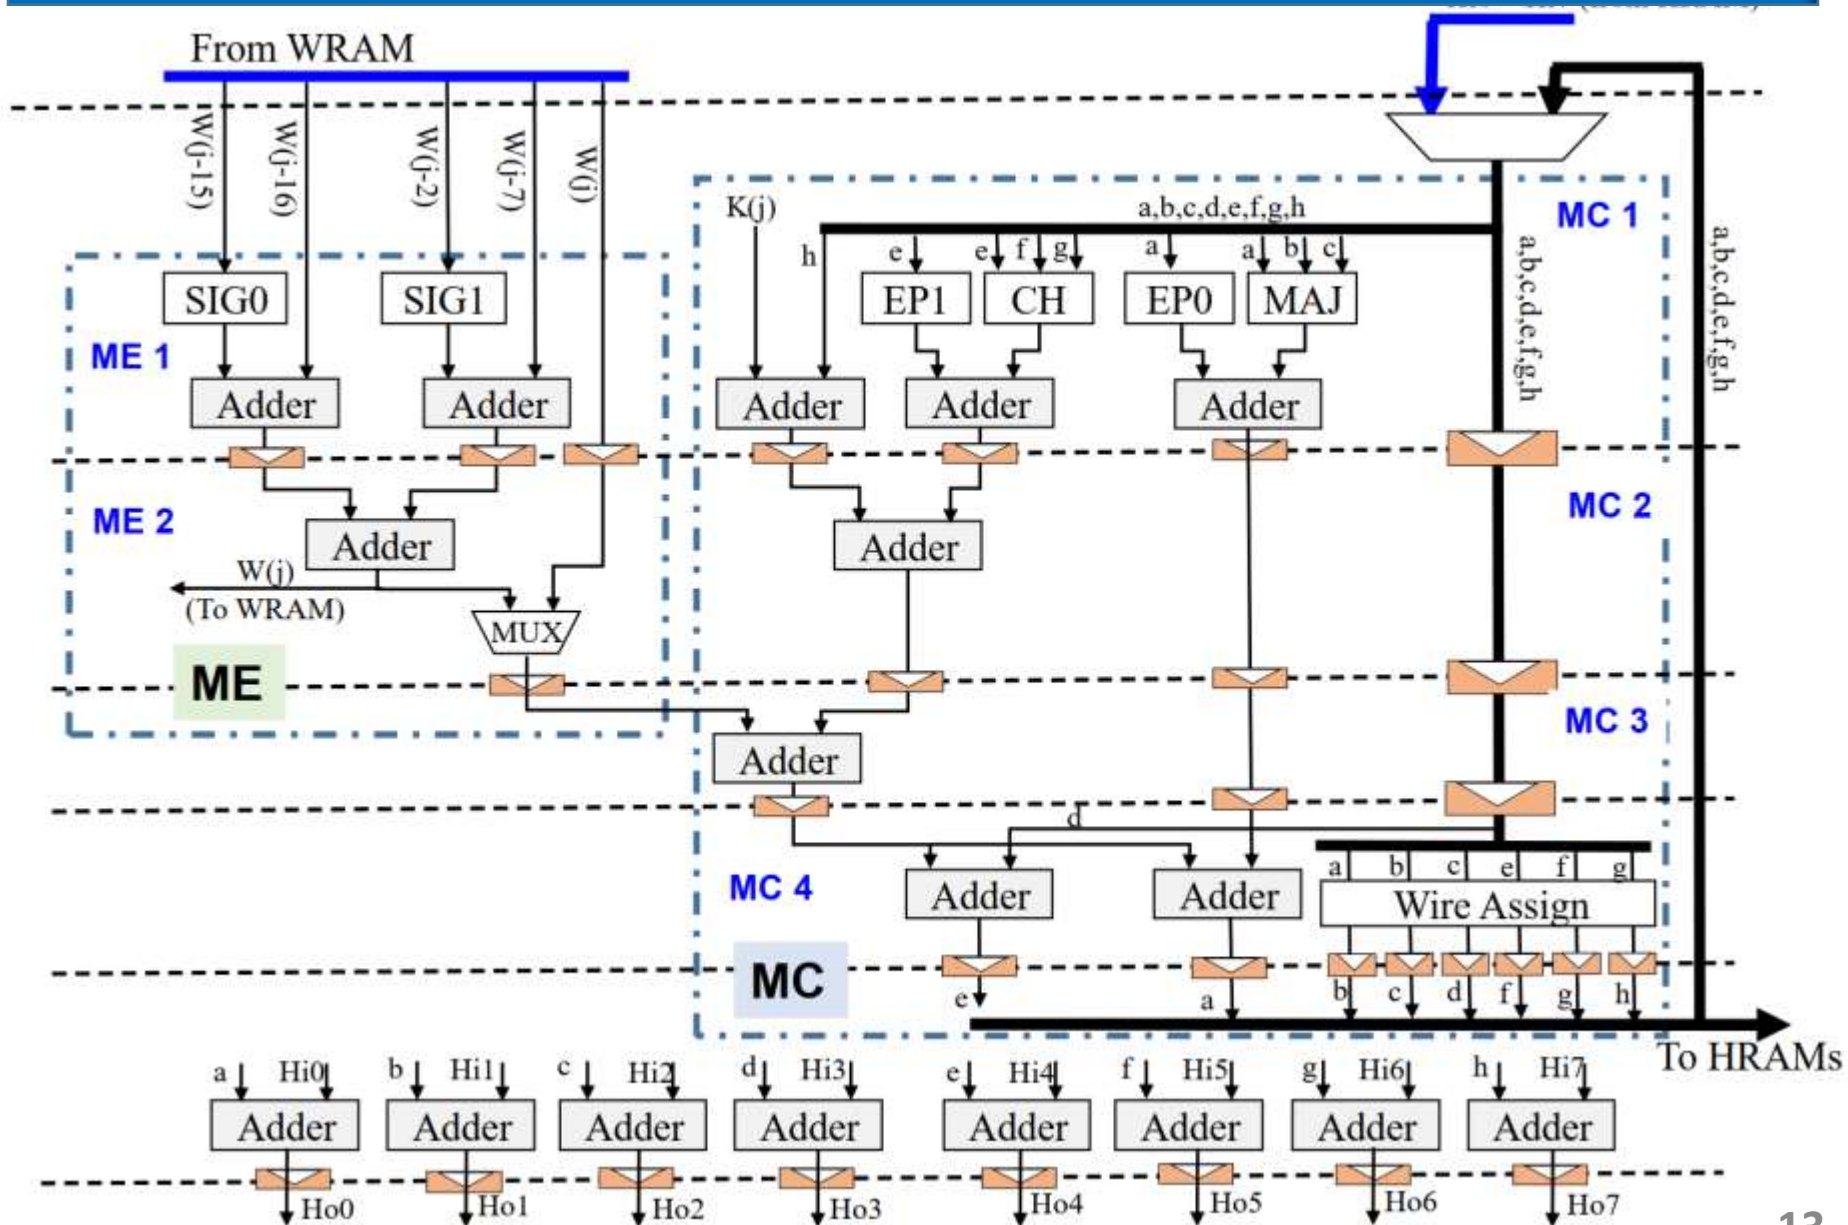 From WRAM
W(j-15)
W(j-16)
W(j-2)
W(j-7)
W(j)
K(j)
a,b,c,d,e,f,g,h
MC 1
h
e
e
f
g
a
a
b
c
a,b,c,d,e,f,g,h
a,b,c,d,e,f,g,h
SIG0
SIG1
EP1
CH
EP0
MAJ
ME 1
Adder
Adder
Adder
Adder
Adder
ME 2
MC 2
Adder
Adder
W(j)
(To WRAM)
MUX
ME
MC 3
Adder
d
MC 4
a
b
c
e
f
g
Adder
Adder
Wire Assign
MC
e
a
b
c
d
f
g
h
To HRAMs
a Hi0
b Hi1
c Hi2
d Hi3
e Hi4
f Hi5
g Hi6
h Hi7
Adder
Adder
Adder
Adder
Adder
Adder
Adder
Adder
Ho0
Ho1
Ho2
Ho3
Ho4
Ho5
Ho6
Ho7